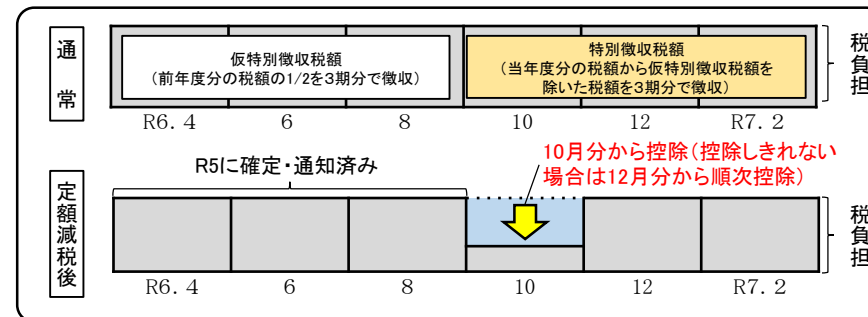 通常
仮特別徴収税額
(前年度分の税額の1/2を3期分で徴収)
特別徴収税額
(当年度分の税額から仮特別徴収税額を
除いた税額を3期分で徴収)
税負担
R6.4 6 8 10 12 R7.2
R5に確定・通知済み
10月分から控除(控除しきれない
場合は12月分から順次控除)
定額減税後
税負担
R6.4 6 8 10 12 R7.2